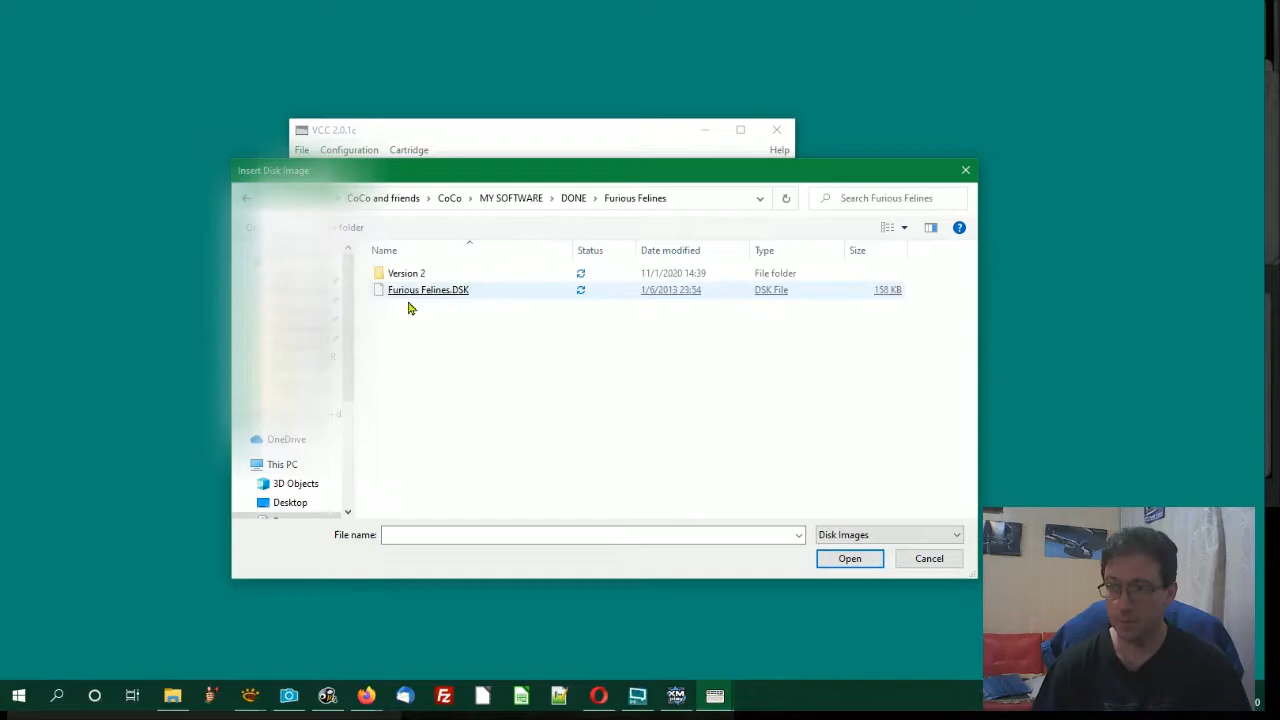 VCC 2.0.1c
File Configuration Cartridge Help
Insert Disk Image
CoCo and friends › CoCo › MY SOFTWARE › DONE › Furious Felines
Search Furious Felines
folder
Name Status Date modified Type Size
Version 2 11/1/2020 14:39 File folder
Furious Felines.DSK 1/6/2013 23:54 DSK File 158 KB
OneDrive
This PC
3D Objects
Desktop
File name: Disk Images
Open Cancel